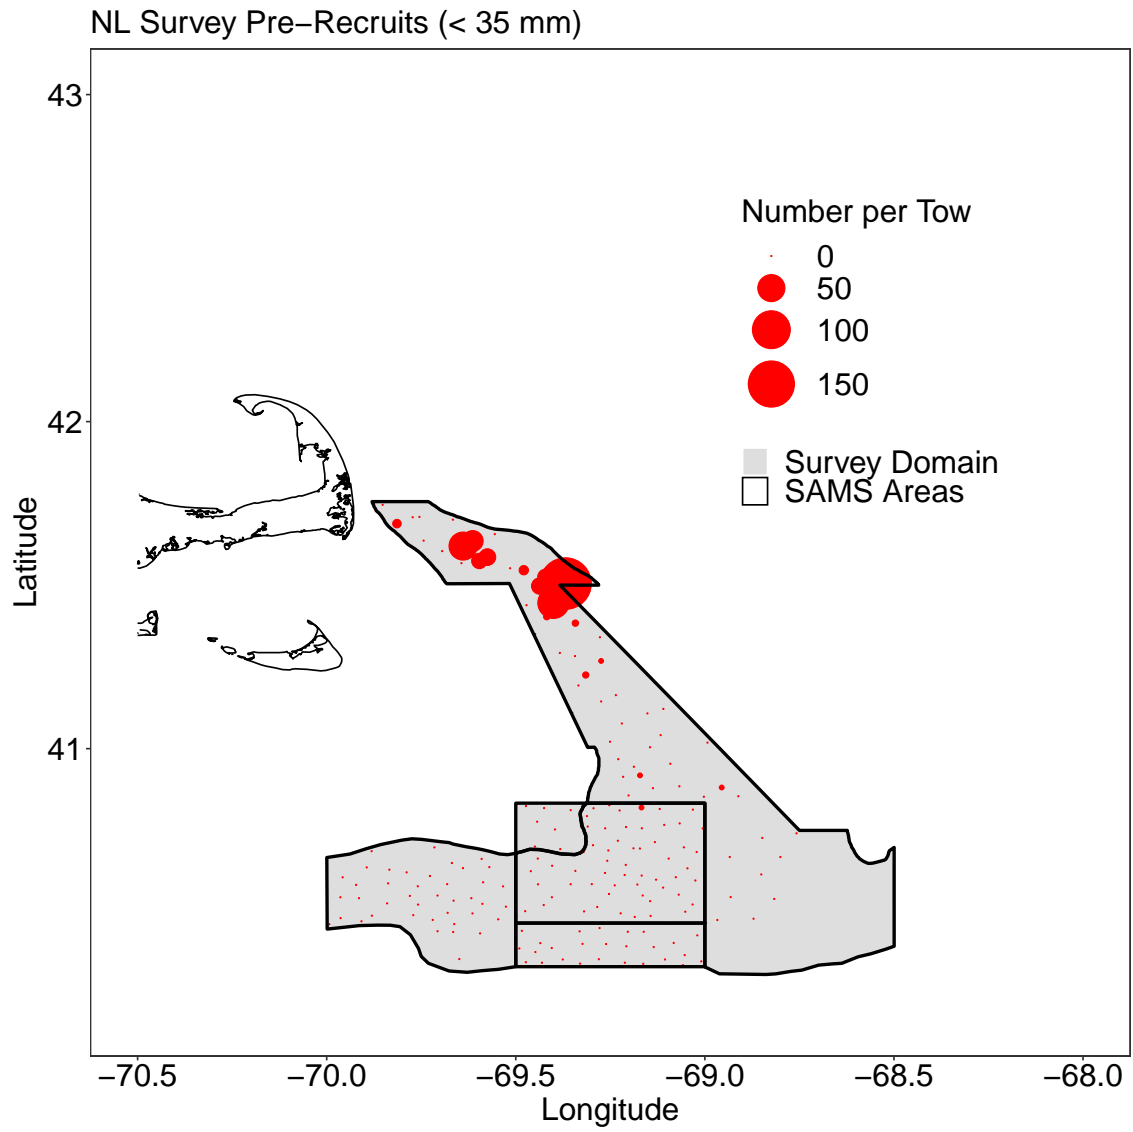 NL Survey Pre−Recruits (< 35 mm)
43
42
41
Latitude
Number per Tow
0
50
100
150
Survey Domain
SAMS Areas
−70.5 −70.0 −69.5 −69.0 −68.5 −68.0
Longitude